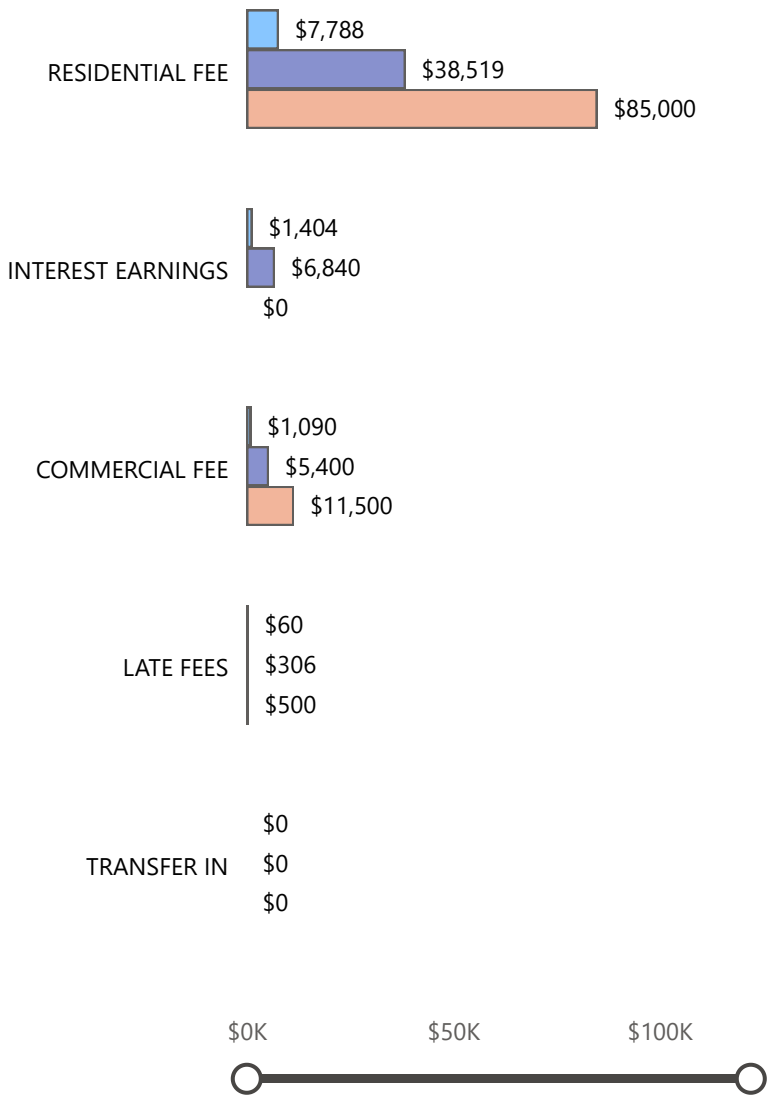 $7,788
RESIDENTIAL FEE
$38,519
$85,000
$1,404
INTEREST EARNINGS
$6,840
$0
$1,090
COMMERCIAL FEE
$5,400
$11,500
$60
LATE FEES
$306
$500
$0
TRANSFER IN
$0
$0
$0K $50K $100K